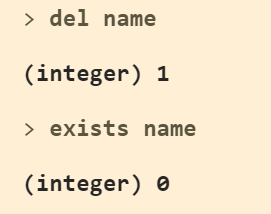 > del name
(integer) 1
> exists name
(integer) 0